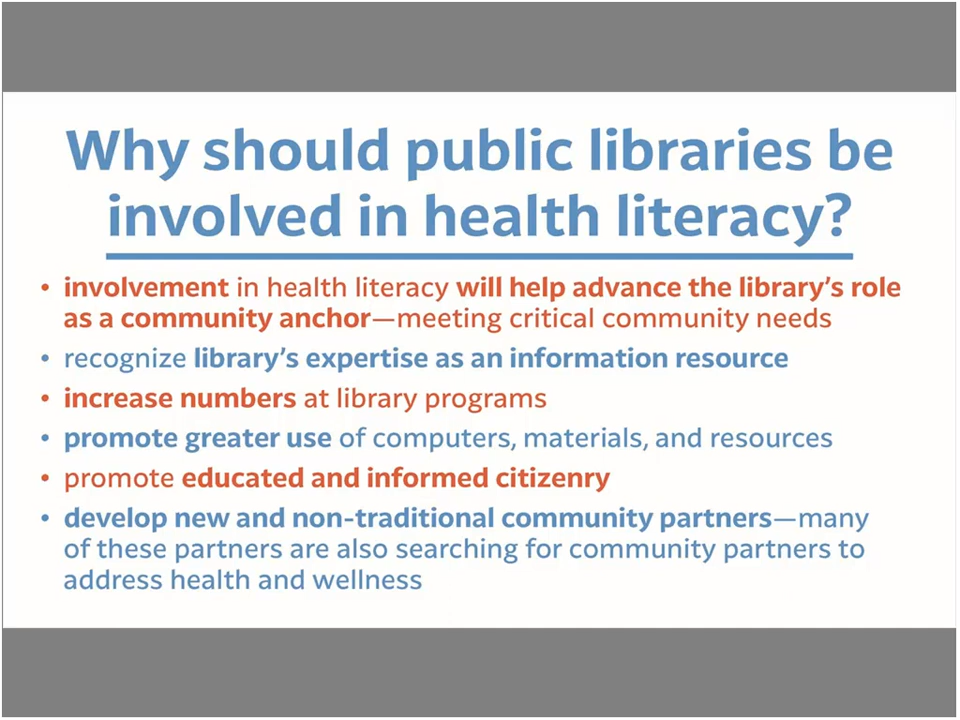 Why should public libraries be
involved in health literacy?
• involvement in health literacy will help advance the library’s role
as a community anchor—meeting critical community needs
• recognize library’s expertise as an information resource
• increase numbers at library programs
• promote greater use of computers, materials, and resources
• promote educated and informed citizenry
• develop new and non-traditional community partners—many
of these partners are also searching for community partners to
address health and wellness